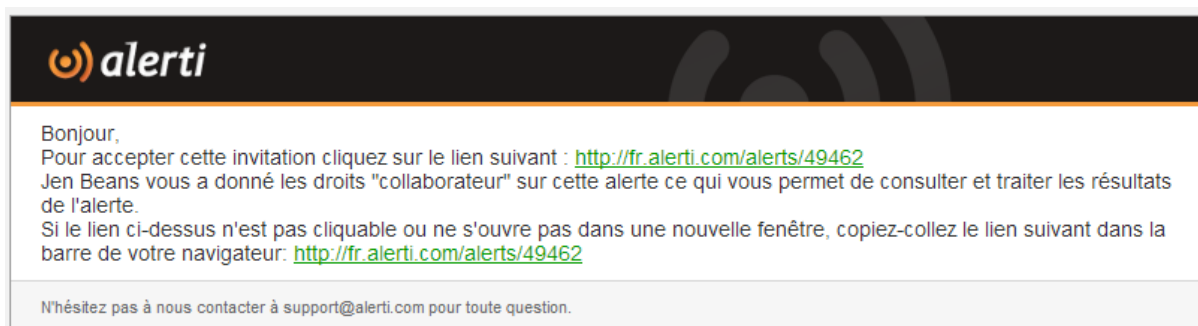 alerti
Bonjour,
Pour accepter cette invitation cliquez sur le lien suivant : http://fr.alerti.com/alerts/49462
Jen Beans vous a donné les droits "collaborateur" sur cette alerte ce qui vous permet de consulter et traiter les résultats
de l'alerte.
Si le lien ci-dessus n'est pas cliquable ou ne s'ouvre pas dans une nouvelle fenêtre, copiez-collez le lien suivant dans la
barre de votre navigateur: http://fr.alerti.com/alerts/49462
N'hésitez pas à nous contacter à support@alerti.com pour toute question.